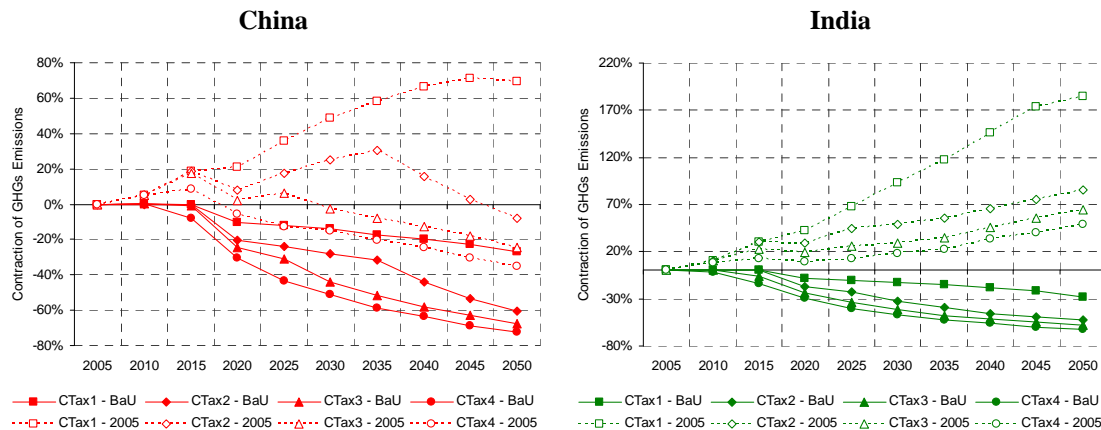 China
India
Contraction of GHGs Emissions
80%
60%
40%
20%
0%
-20%
-40%
-60%
-80%
2005 2010 2015 2020 2025 2030 2035 2040 2045 2050
CTax1 - BaU CTax2 - BaU CTax3 - BaU CTax4 - BaU
CTax1 - 2005 CTax2 - 2005 CTax3 - 2005 CTax4 - 2005
Contraction of GHGs Emissions
220%
170%
120%
70%
20%
-30%
-80%
2005 2010 2015 2020 2025 2030 2035 2040 2045 2050
CTax1 - BaU CTax2 - BaU CTax3 - BaU CTax4 - BaU
CTax1 - 2005 CTax2 - 2005 CTax3 - 2005 CTax4 - 2005